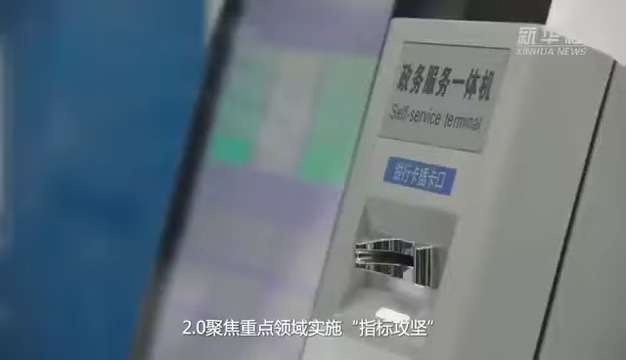 新华社
XINHUA NEWS
政务服务一体机
Self-service terminal
银行卡插卡口
2.0聚焦重点领域实施“指标攻坚”